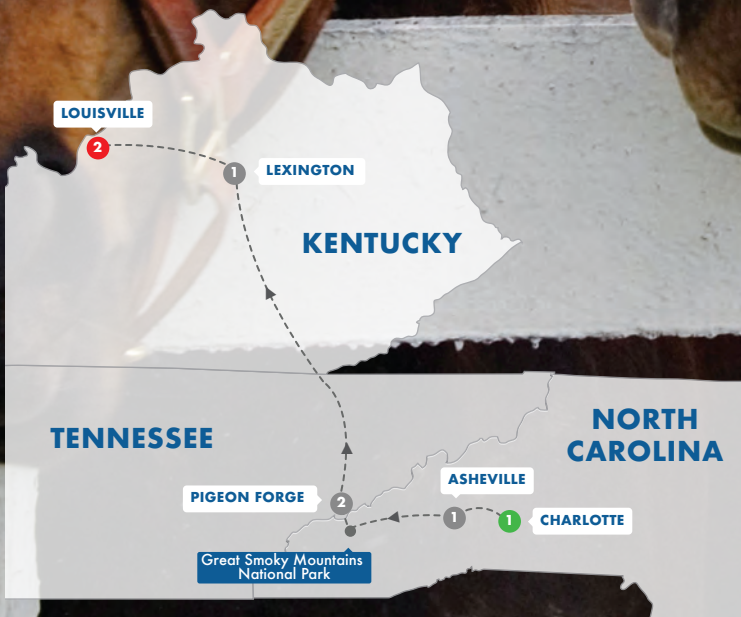 LOUISVILLE
2
1
LEXINGTON
KENTUCKY
TENNESSEE
NORTH
CAROLINA
ASHEVILLE
PIGEON FORGE
2
1
1
CHARLOTTE
Great Smoky Mountains
National Park